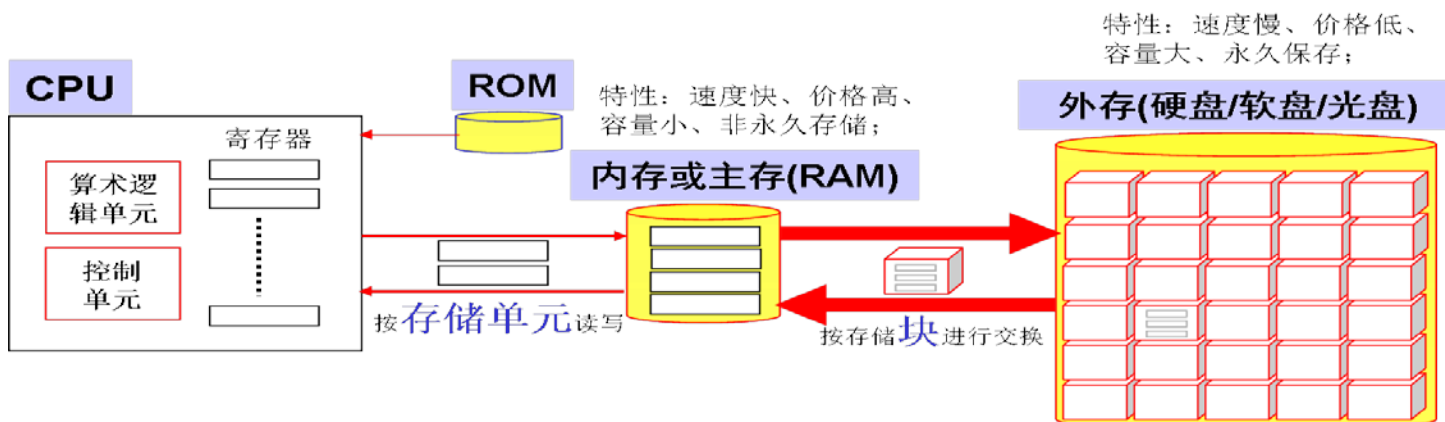 CPU
寄存器
算术逻
辑单元
控制
单元
ROM
特性：速度快、价格高、
容量小、非永久存储；
内存或主存(RAM)
按存储单元读写
按存储块进行交换
特性：速度慢、价格低、
容量大、永久保存；
外存(硬盘/软盘/光盘)